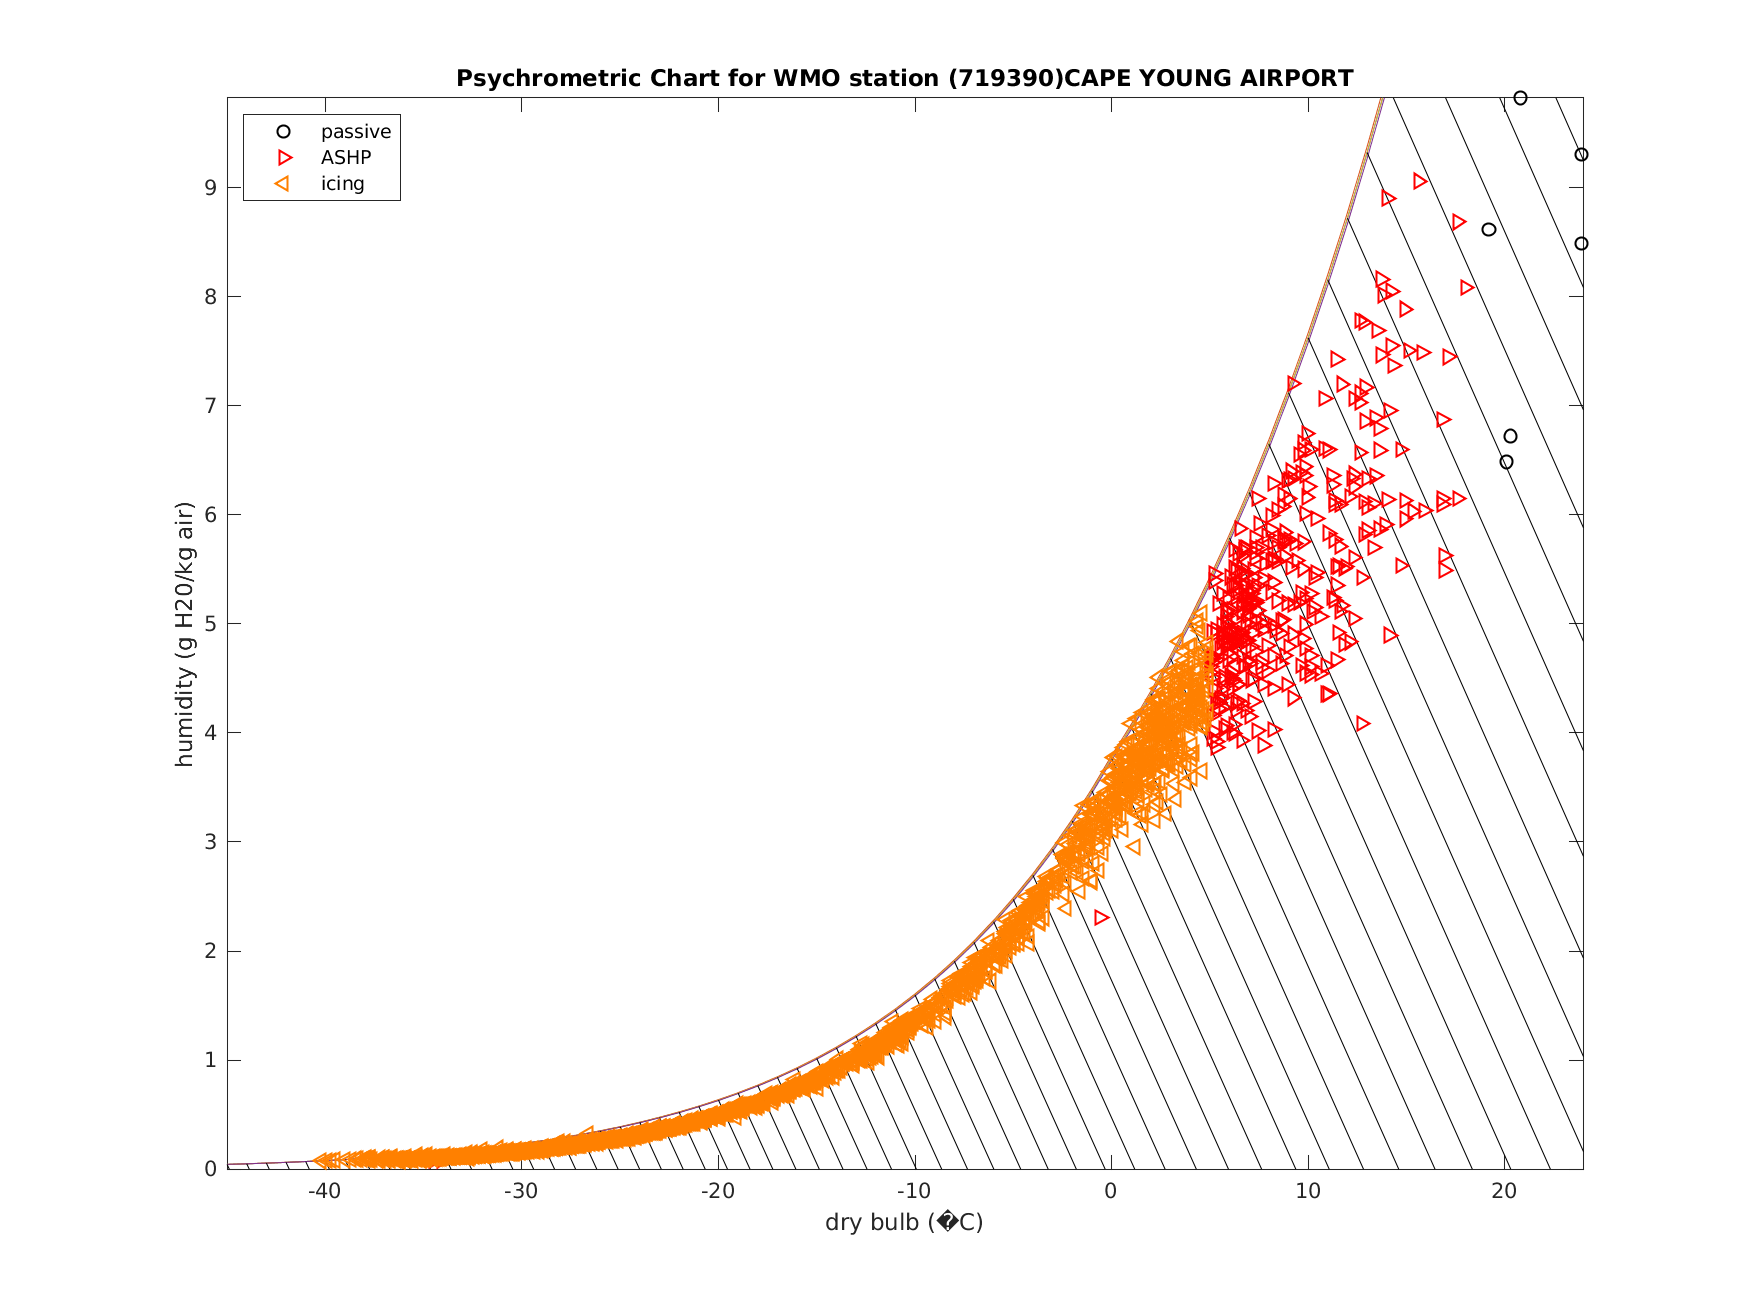 Psychrometric Chart for WMO station (719390)CAPE YOUNG AIRPORT
passive
ASHP
icing
9
8
7
6
5
4
3
2
1
0
humidity (g H20/kg air)
-40 -30 -20 -10 0 10 20
dry bulb (�C)